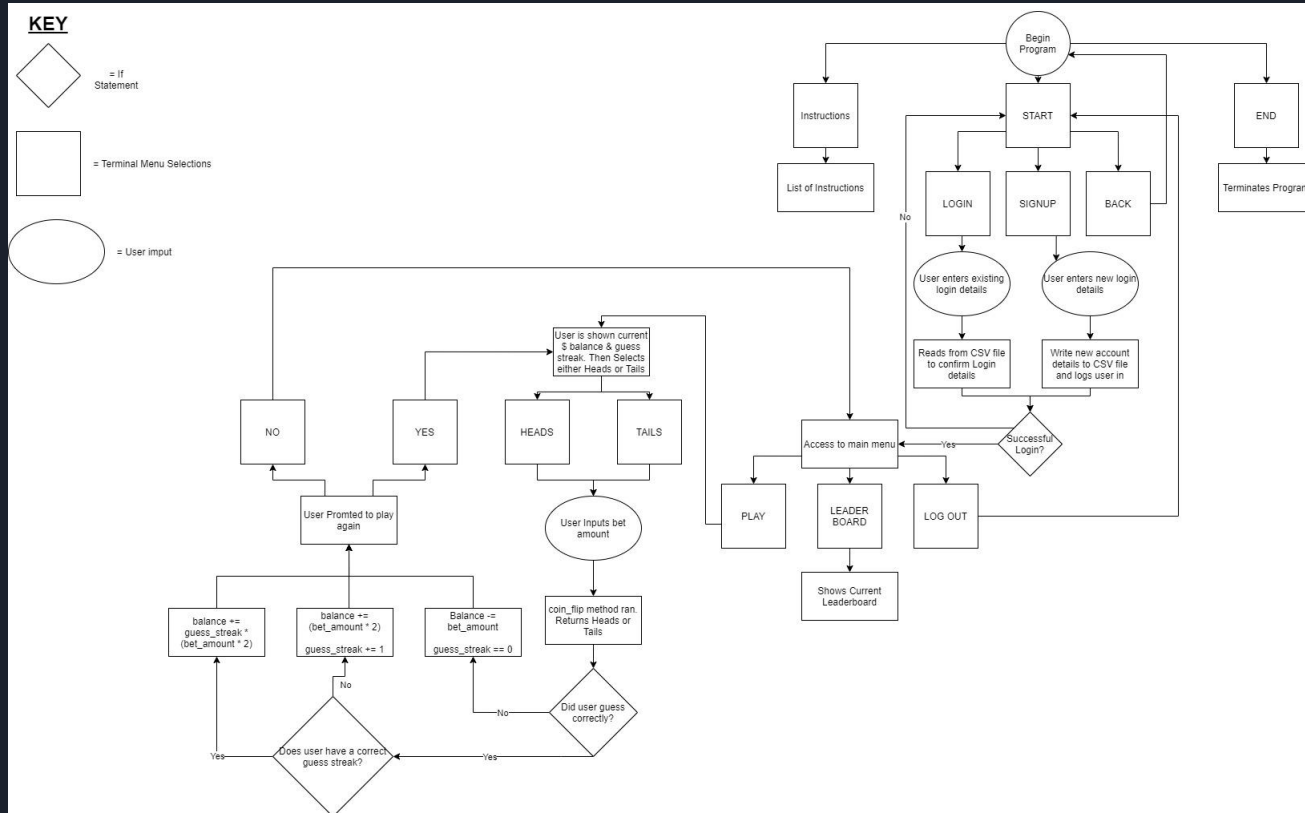 KEY
= If
Statement
= Terminal Menu Selections
= User imput
Begin
Program
Instructions
START
END
List of Instructions
LOGIN
SIGNUP
BACK
Terminates Program
No
User enters existing
login details
User enters new login
details
Reads from CSV file
to confirm Login
details
Write new account
details to CSV file
and logs user in
Successful
Login?
Yes
Access to main menu
PLAY
LEADER
BOARD
LOG OUT
Shows Current
Leaderboard
User is shown current
$ balance & guess
streak. Then Selects
either Heads or Tails
NO
YES
HEADS
TAILS
User Promted to play
again
User Inputs bet
amount
coin_flip method ran.
Returns Heads or
Tails
balance +=
guess_streak *
(bet_amount * 2)
balance +=
(bet_amount * 2)
guess_streak += 1
Balance -=
bet_amount
guess_streak == 0
No
Did user guess
correctly?
No
Yes
Does user have a correct
guess streak?
Yes